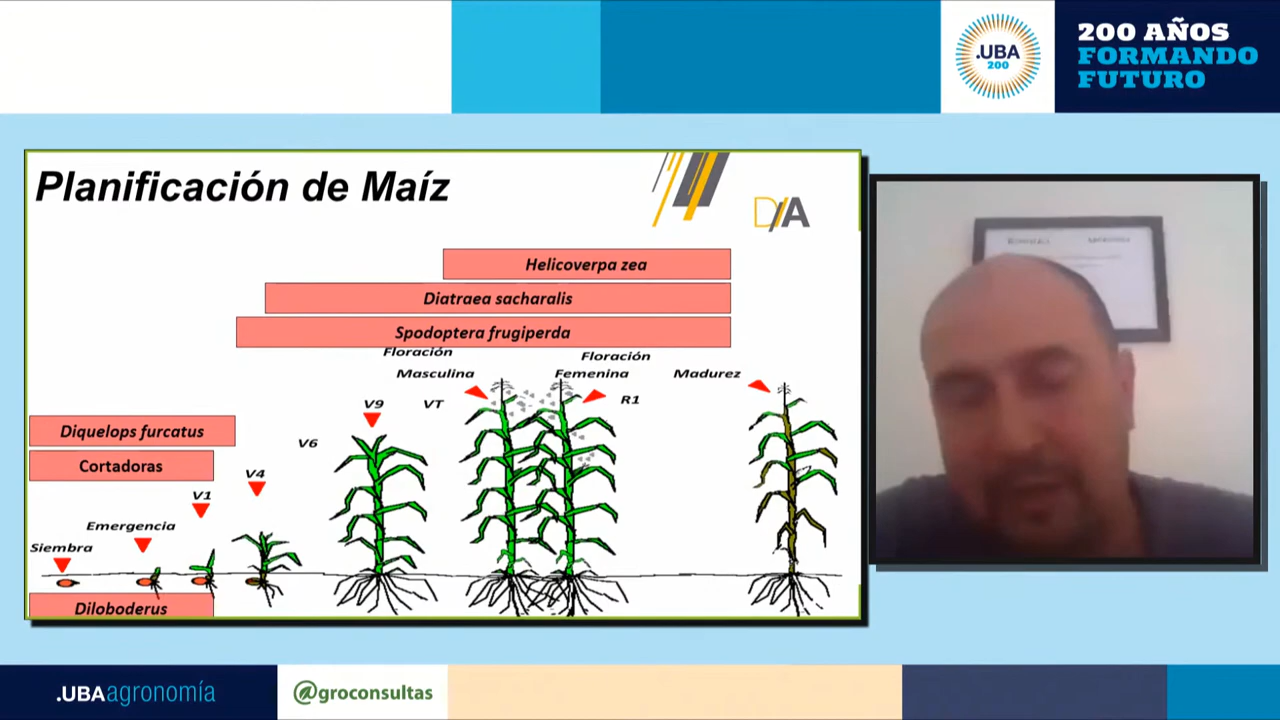 .UBA
200
200 AÑOS
FORMANDO
FUTURO
Planificación de Maíz
D/A
Helicoverpa zea
Diatraea sacharalis
Spodoptera frugiperda
Floración
Masculina
Floración
Femenina
Madurez
V9
VT
R1
Diquelops furcatus
V6
Cortadoras
V4
V1
Emergencia
Siembra
Diloboderus
.UBAagronomía
@groconsultas